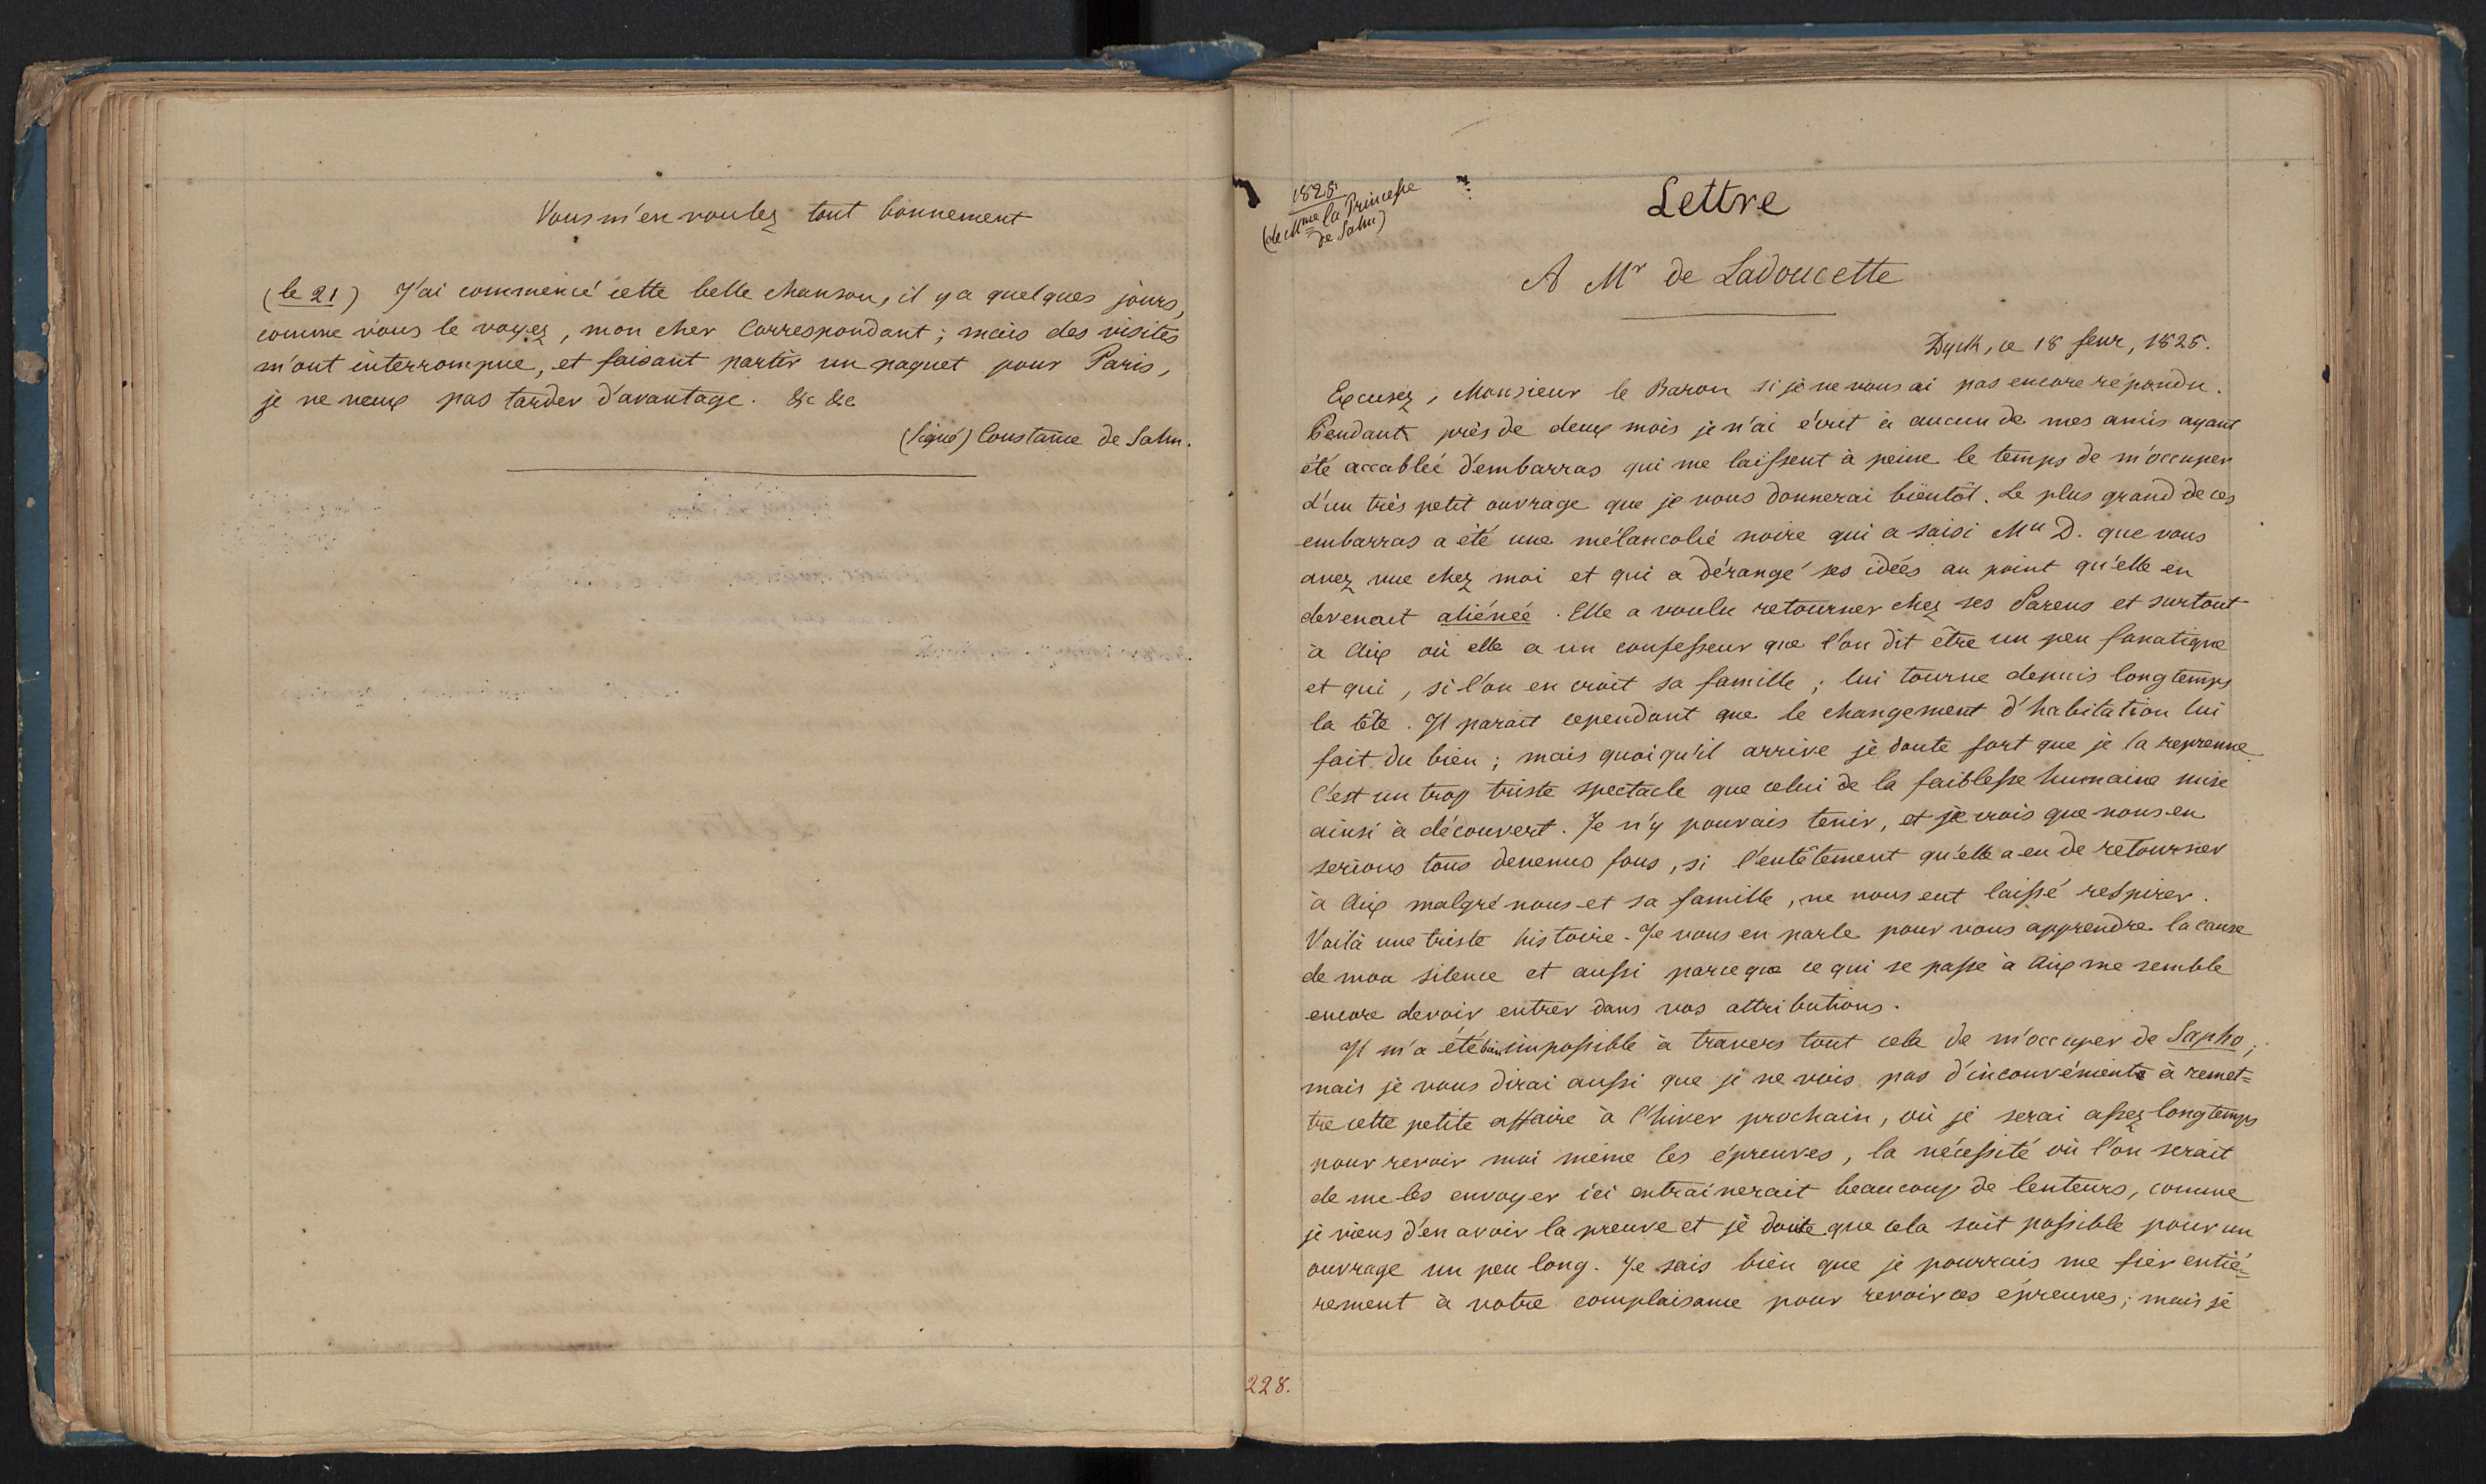 Vous m'en voulez tout bonnement
(le 21) J'ai commencé cette belle chanson, il y a quelques jours,
comme vous le voyez, mon cher Correspondant ; mais des visites
m'ont interrompue, et faisant partir un paquet pour Paris,
je ne veux pas tarder d'avantage. &c &c
(Signé) Constance de Salm.
1825
(de Mme la Princesse
de Salm)
Lettre
A Mr de Ladoucette
Dyck, ce 18 fevr, 1825.
Excusez, Monsieur le Baron si je ne vous ai pas encore répondu.
Pendant près de deux mois je n'ai écrit à aucun de mes amis ayant
été accablée d'embarras qui me laissent à peine le temps de m'occuper
d'un très petit ouvrage que je vous donnerai bientôt. Le plus grand de ces
embarras a été une mélancolie noire qui a saisi Mlle D. que vous
avez vue chez moi et qui a dérangé ses idées au point qu'elle en
devenait aliénée. Elle a voulu retourner chez ses Parens et surtout
à Aix où elle a un confesseur que l'on dit être un peu fanatique
et qui, si l'on en croit sa famille ; lui tourne depuis longtemps
la tête. Il parait cependant que le changement d'habitation lui
fait du bien ; mais quoiqu'il arrive je doute fort que je la reprenne.
C'est un trop triste spectacle que celui de la faiblesse humaine mise
ainsi à découvert. Je n'y pouvais tenir, et je crois que nous en
serions tous devenus fous, si l'entêtement qu'elle a eu de retourner
à Aix malgré nous et sa famille, ne nous eut laissé respirer.
Voilà une triste histoire. Je vous en parle pour vous apprendre la cause
de mon silence et aussi parceque ce qui se passe à Aix me semble
encore devoir entrer dans vos attributions.
Il m'a été bien impossible à travers tout cela de m'occuper de Sapho ;
mais je vous dirai aussi que je ne vois pas d'inconvénients à remet=
tre cette petite affaire à l'hiver prochain, où je serai assez longtemps
pour revoir moi même les épreuves, la nécessité où l'on serait
de me les envoyer ici entrainerait beaucoup de lenteurs, comme
je viens d'en avoir la preuve et je doute que cela soit possible pour un
ouvrage un peu long. Je sais bien que je pourrais me fier entiè=
rement à votre complaisance pour revoir ces épreuves ; mais je
228.